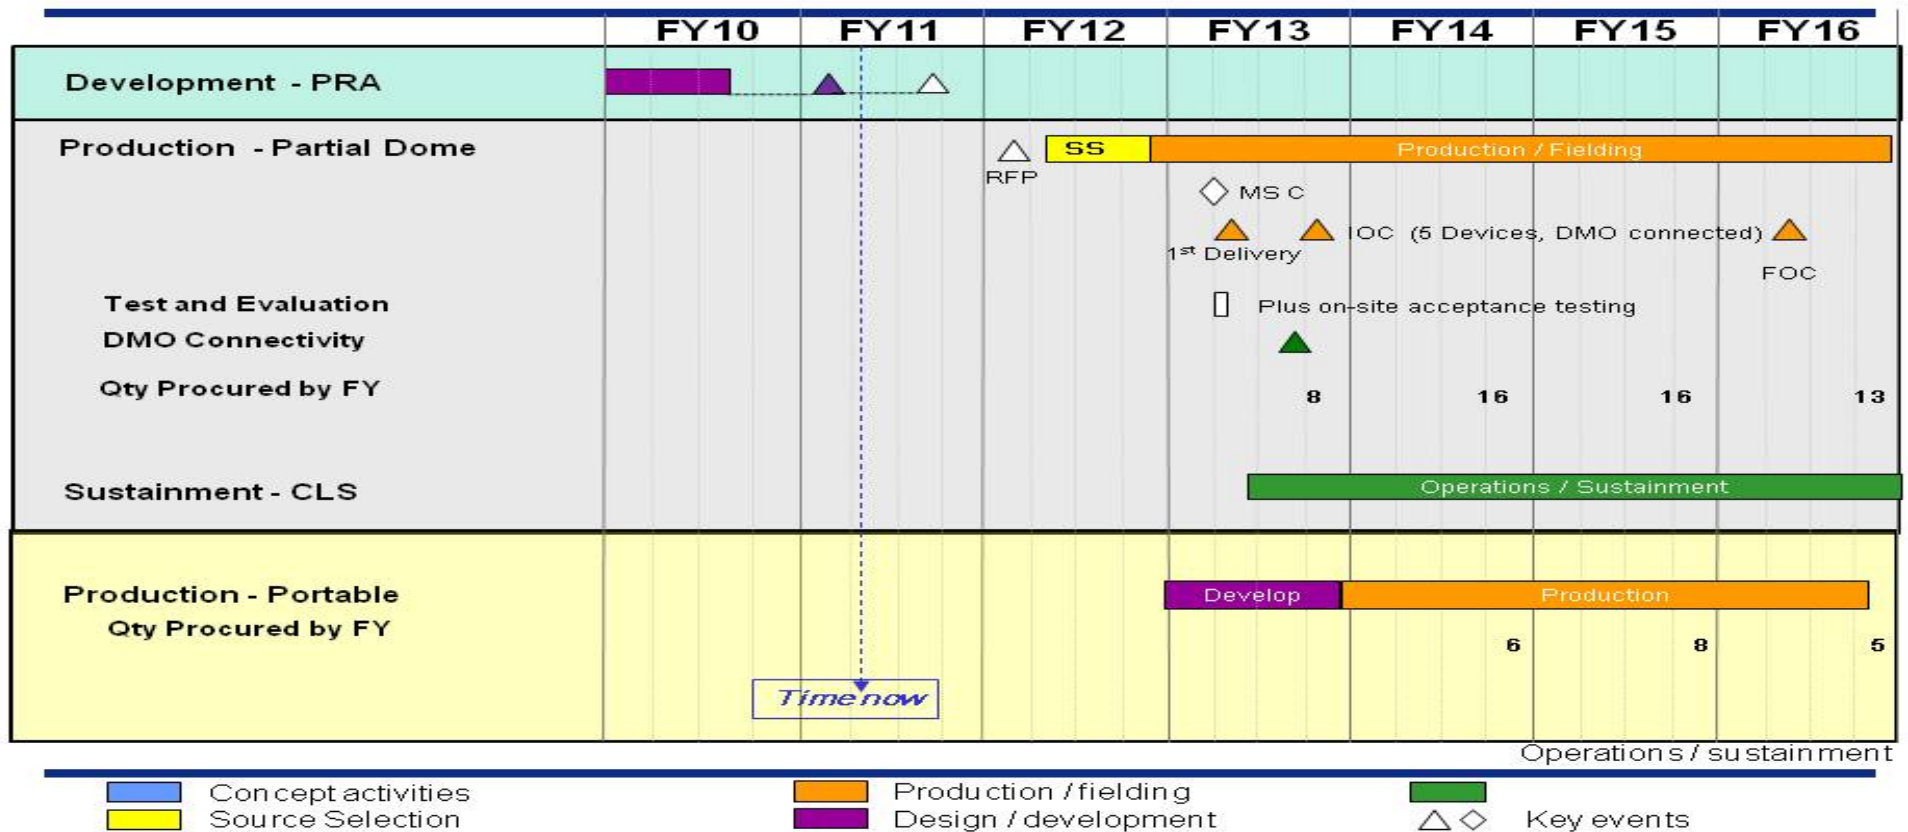 FY10 FY11 FY12 FY13 FY14 FY15 FY16
Development - PRA
Production - Partial Dome
SS
Production / Fielding
RFP
MS C
IOC (5 Devices, DMO connected)
1st Delivery
FOC
Test and Evaluation
Plus on-site acceptance testing
DMO Connectivity
Qty Procured by FY
8 16 16 13
Sustainment - CLS
Operations / Sustainment
Production - Portable
Develop
Production
Qty Procured by FY
6 8 5
Time now
Operations / sustainment
Concept activities
Production / fielding
Source Selection
Design / development
Key events